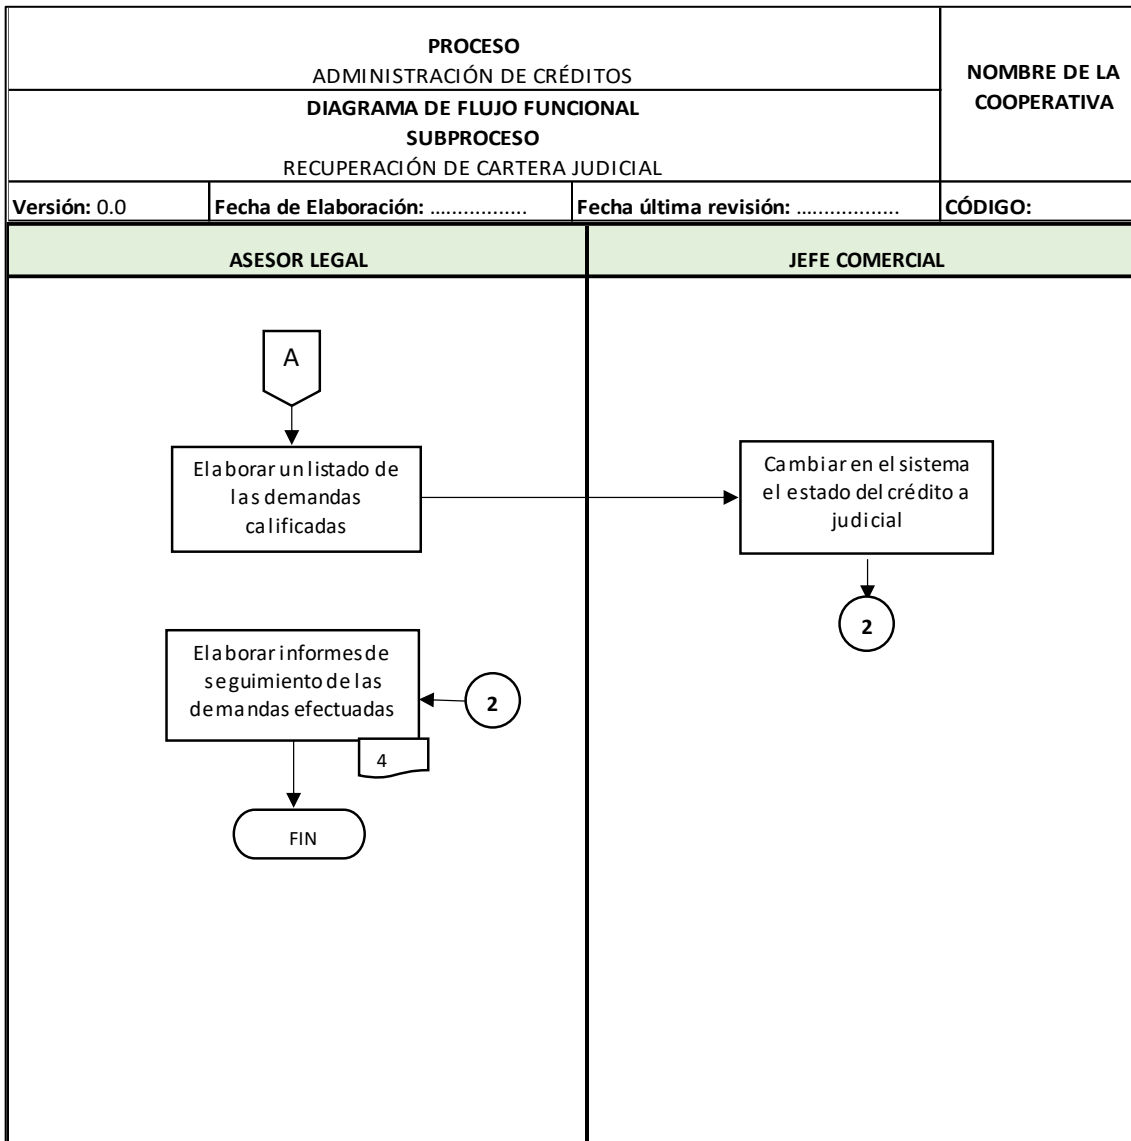 PROCESO
ADMINISTRACIÓN DE CRÉDITOS
NOMBRE DE LA
COOPERATIVA
DIAGRAMA DE FLUJO FUNCIONAL
SUBPROCESO
RECUPERACIÓN DE CARTERA JUDICIAL
Versión: 0.0 Fecha de Elaboración: ................. Fecha última revisión: .................. CÓDIGO:
ASESOR LEGAL JEFE COMERCIAL
A
Elaborar un listado de
las demandas
calificadas
Cambiar en el sistema
el estado del crédito a
judicial
2
Elaborar informes de
seguimiento de las
demandas efectuadas
2
4
FIN